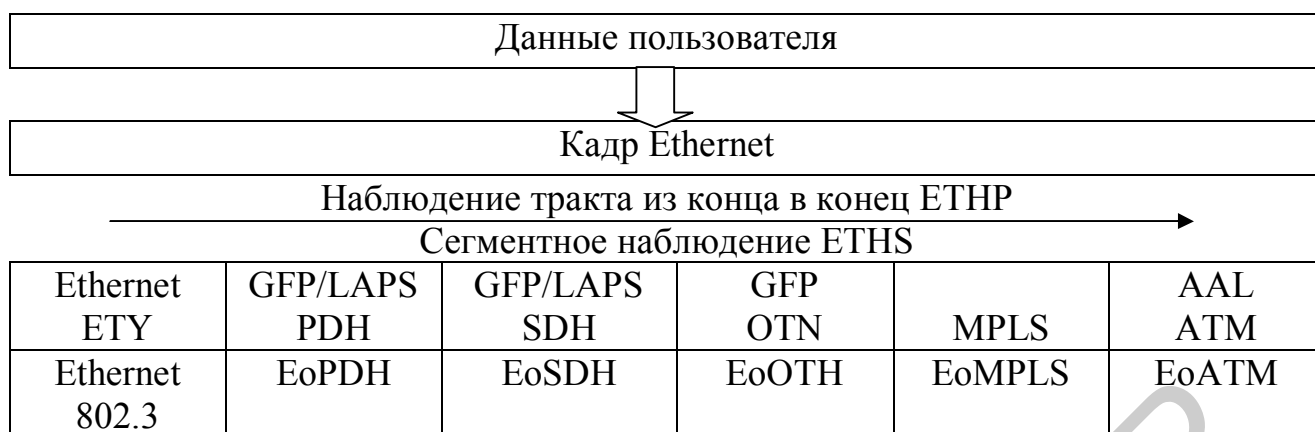 Данные пользователя
Кадр Ethernet
Наблюдение тракта из конца в конец ETHP
Сегментное наблюдение ETHS
Ethernet GFP/LAPS GFP/LAPS GFP AAL
ETY PDH SDH OTN MPLS ATM
Ethernet EoPDH EoSDH EoOTH EoMPLS EoATM
802.3